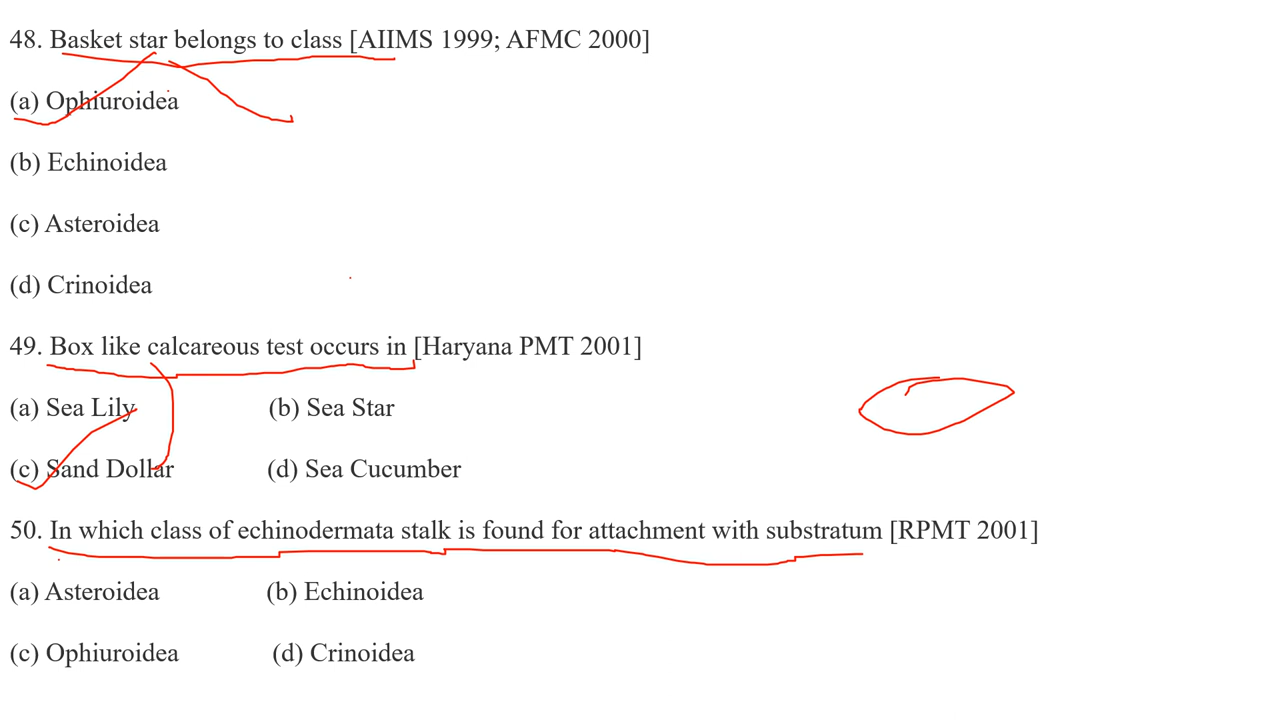 48. Basket star belongs to class [AIIMS 1999; AFMC 2000]
(a) Ophiuroidea
(b) Echinoidea
(c) Asteroidea
(d) Crinoidea
49. Box like calcareous test occurs in [Haryana PMT 2001]
(a) Sea Lily (b) Sea Star
(c) Sand Dollar (d) Sea Cucumber
50. In which class of echinodermata stalk is found for attachment with substratum [RPMT 2001]
(a) Asteroidea (b) Echinoidea
(c) Ophiuroidea (d) Crinoidea